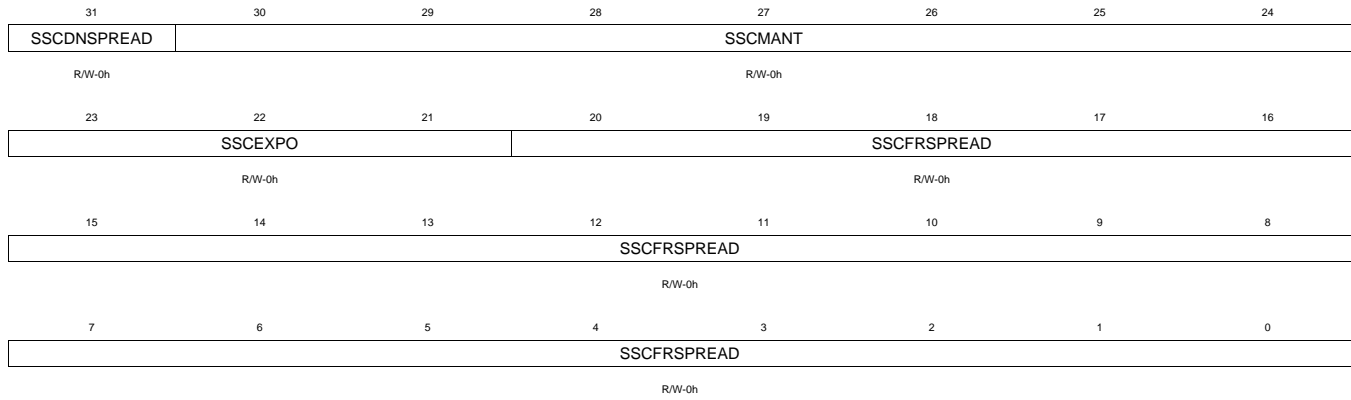 31 30 29 28 27 26 25 24
SSCDNSPREAD SSCMANT
R/W-0h R/W-0h
23 22 21 20 19 18 17 16
SSCEXPO SSCFRSPREAD
R/W-0h R/W-0h
15 14 13 12 11 10 9 8
SSCFRSPREAD
R/W-0h
7 6 5 4 3 2 1 0
SSCFRSPREAD
R/W-0h